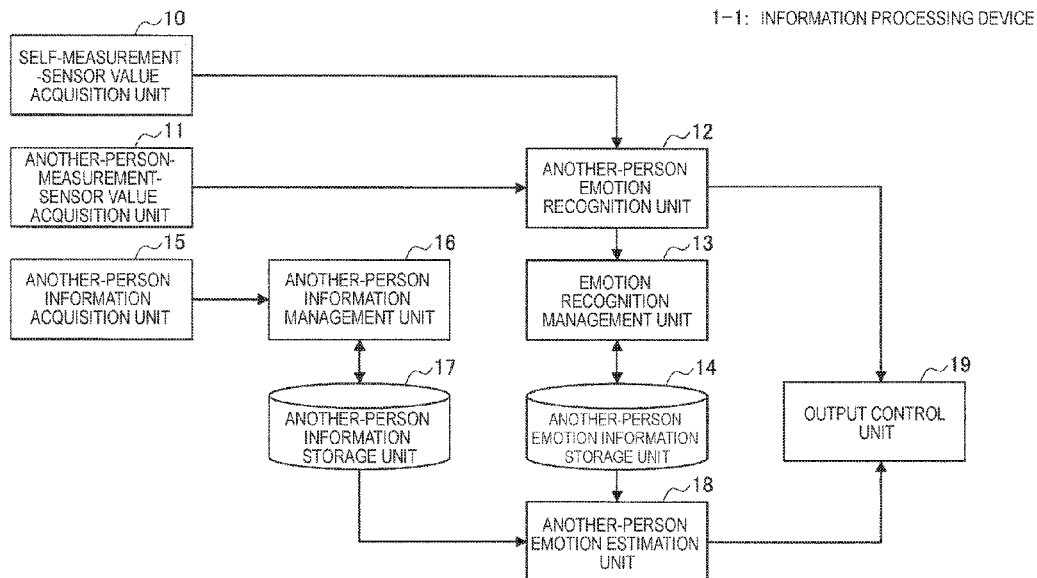 1-1: INFORMATION PROCESSING DEVICE
10
SELF-MEASUREMENT
-SENSOR VALUE
ACQUISITION UNIT
11
ANOTHER-PERSON-
MEASUREMENT-
SENSOR VALUE
ACQUISITION UNIT
12
ANOTHER-PERSON
EMOTION
RECOGNITION UNIT
15
ANOTHER-PERSON
INFORMATION
ACQUISITION UNIT
16
ANOTHER-PERSON
INFORMATION
MANAGEMENT UNIT
13
EMOTION
RECOGNITION
MANAGEMENT UNIT
17
ANOTHER-PERSON
INFORMATION
STORAGE UNIT
14
ANOTHER-PERSON
EMOTION INFORMATION
STORAGE UNIT
19
OUTPUT CONTROL
UNIT
18
ANOTHER-PERSON
EMOTION ESTIMATION
UNIT